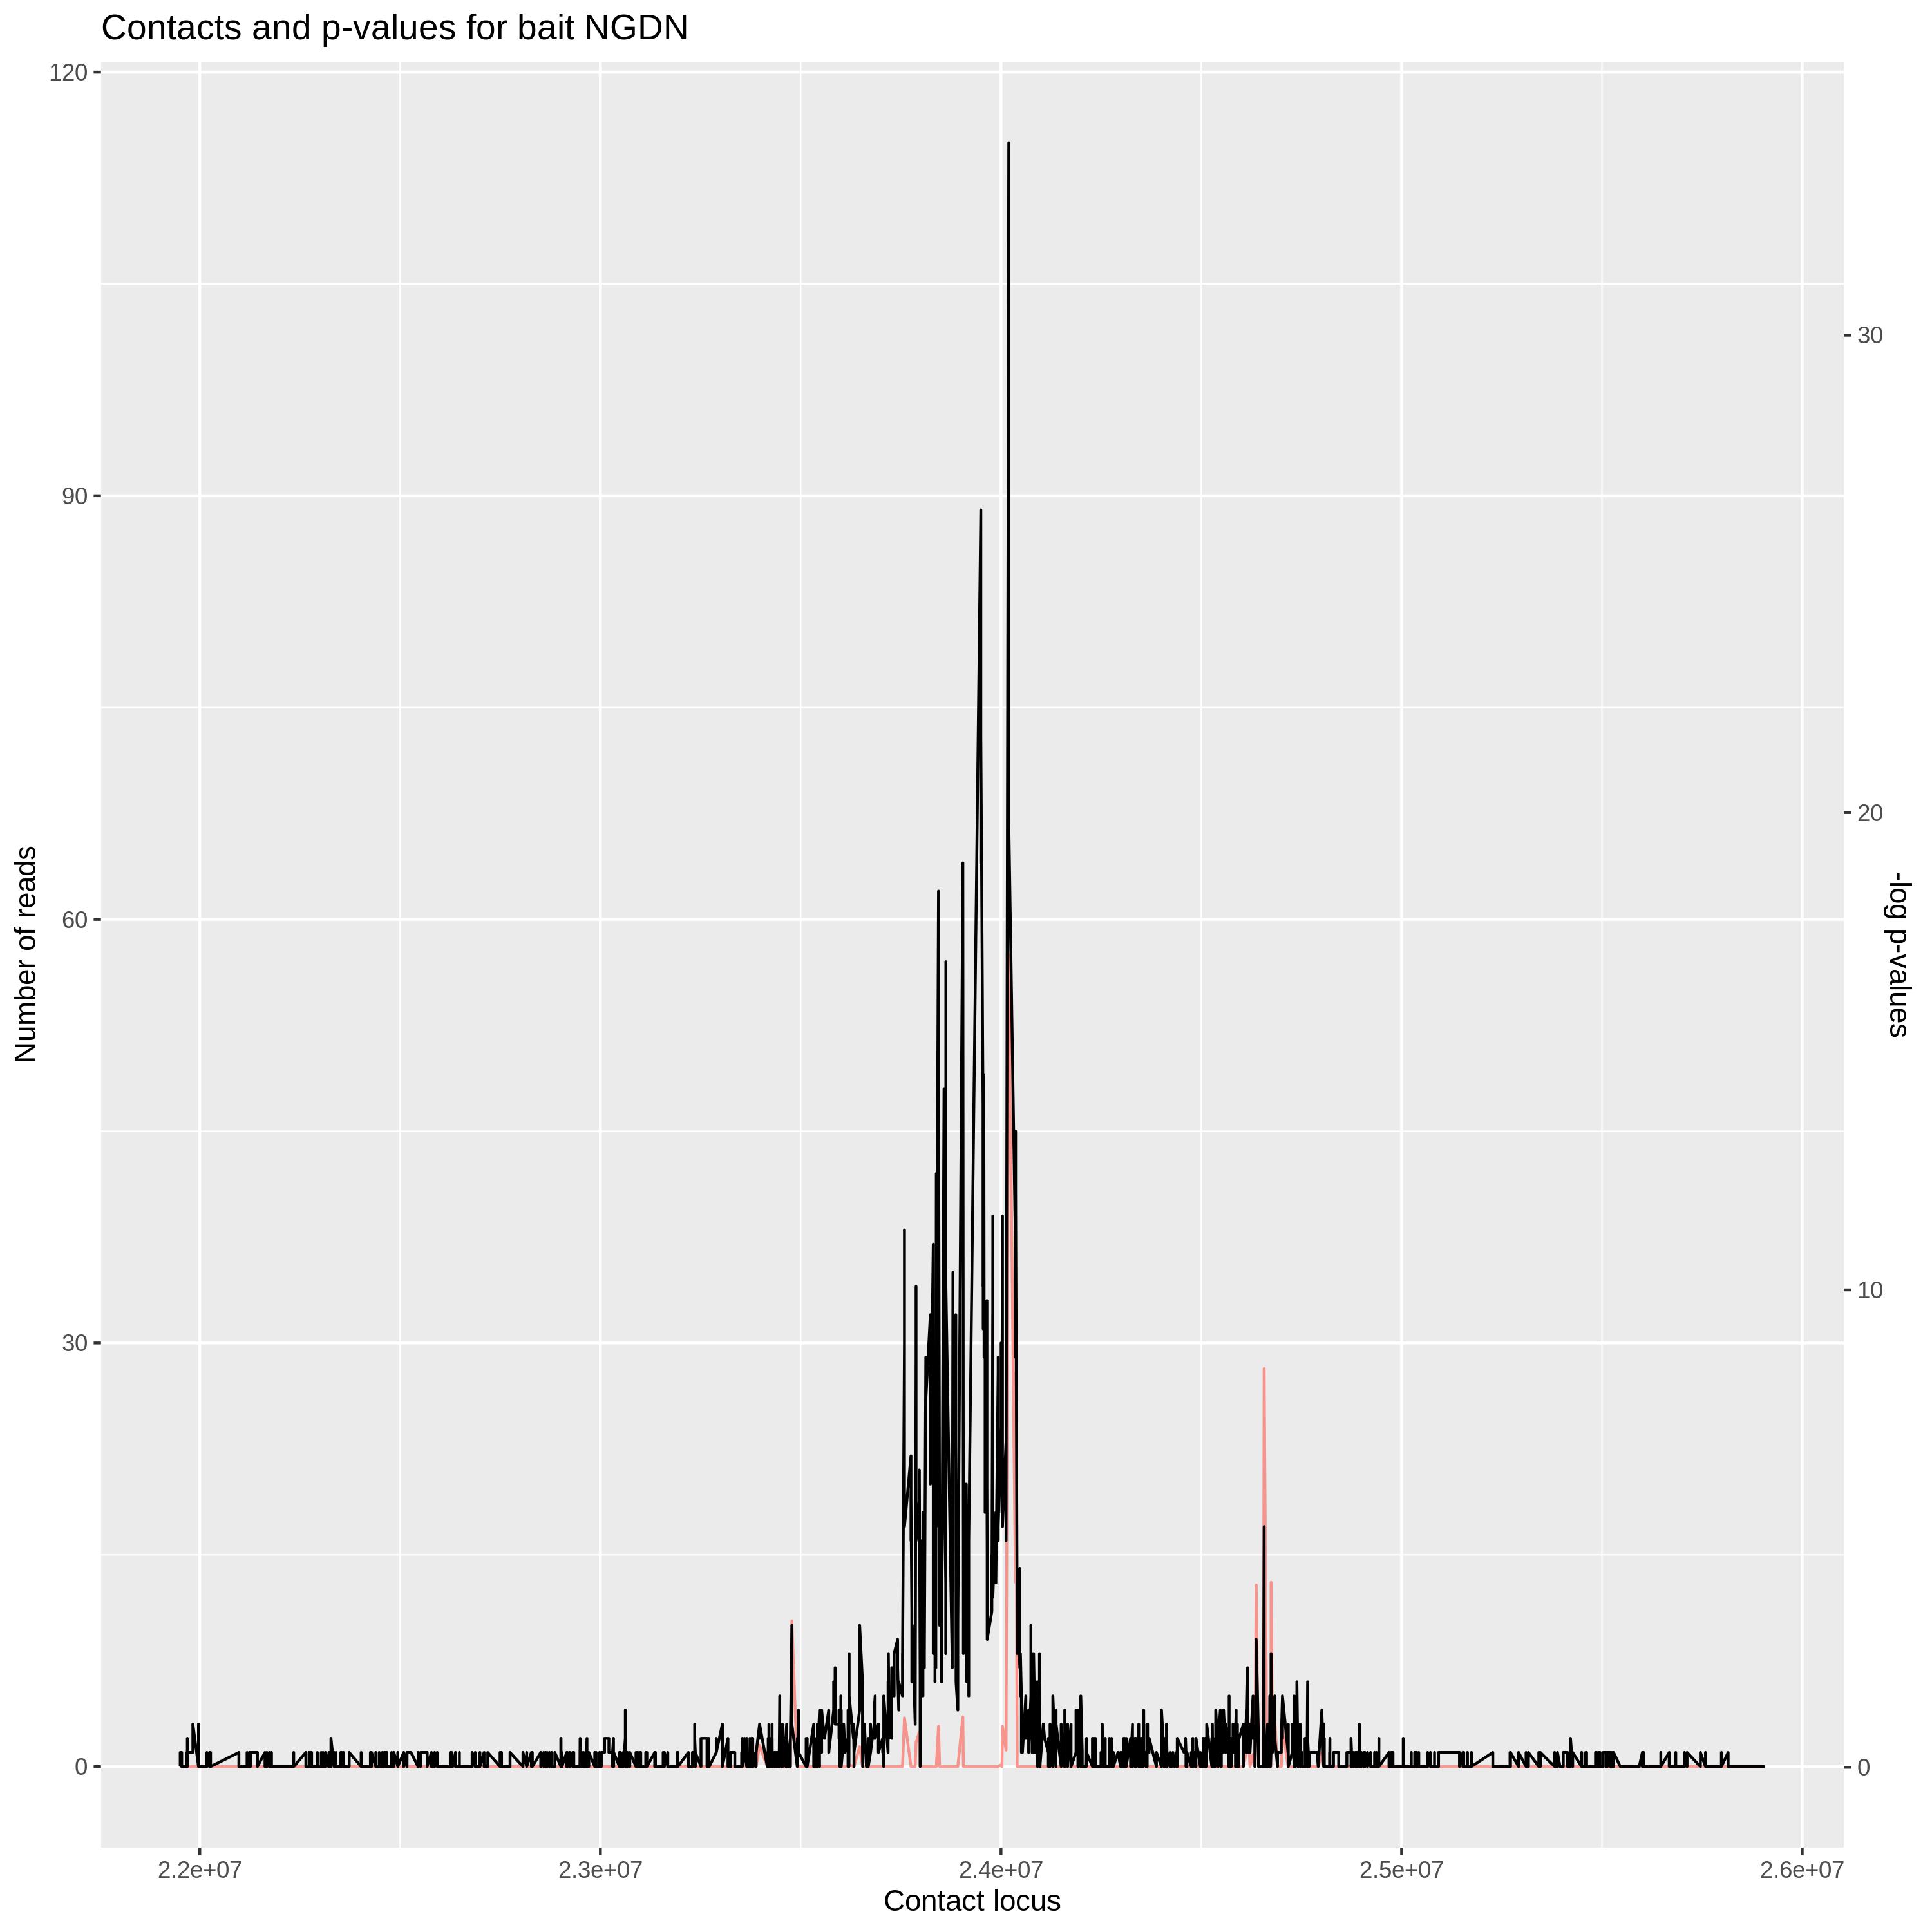 Contacts and p-values for bait NGDN
120
90
60
30
0
Number of reads
30
20
10
0
-log p-values
2.2e+07
2.3e+07
2.4e+07
2.5e+07
2.6e+07
Contact locus